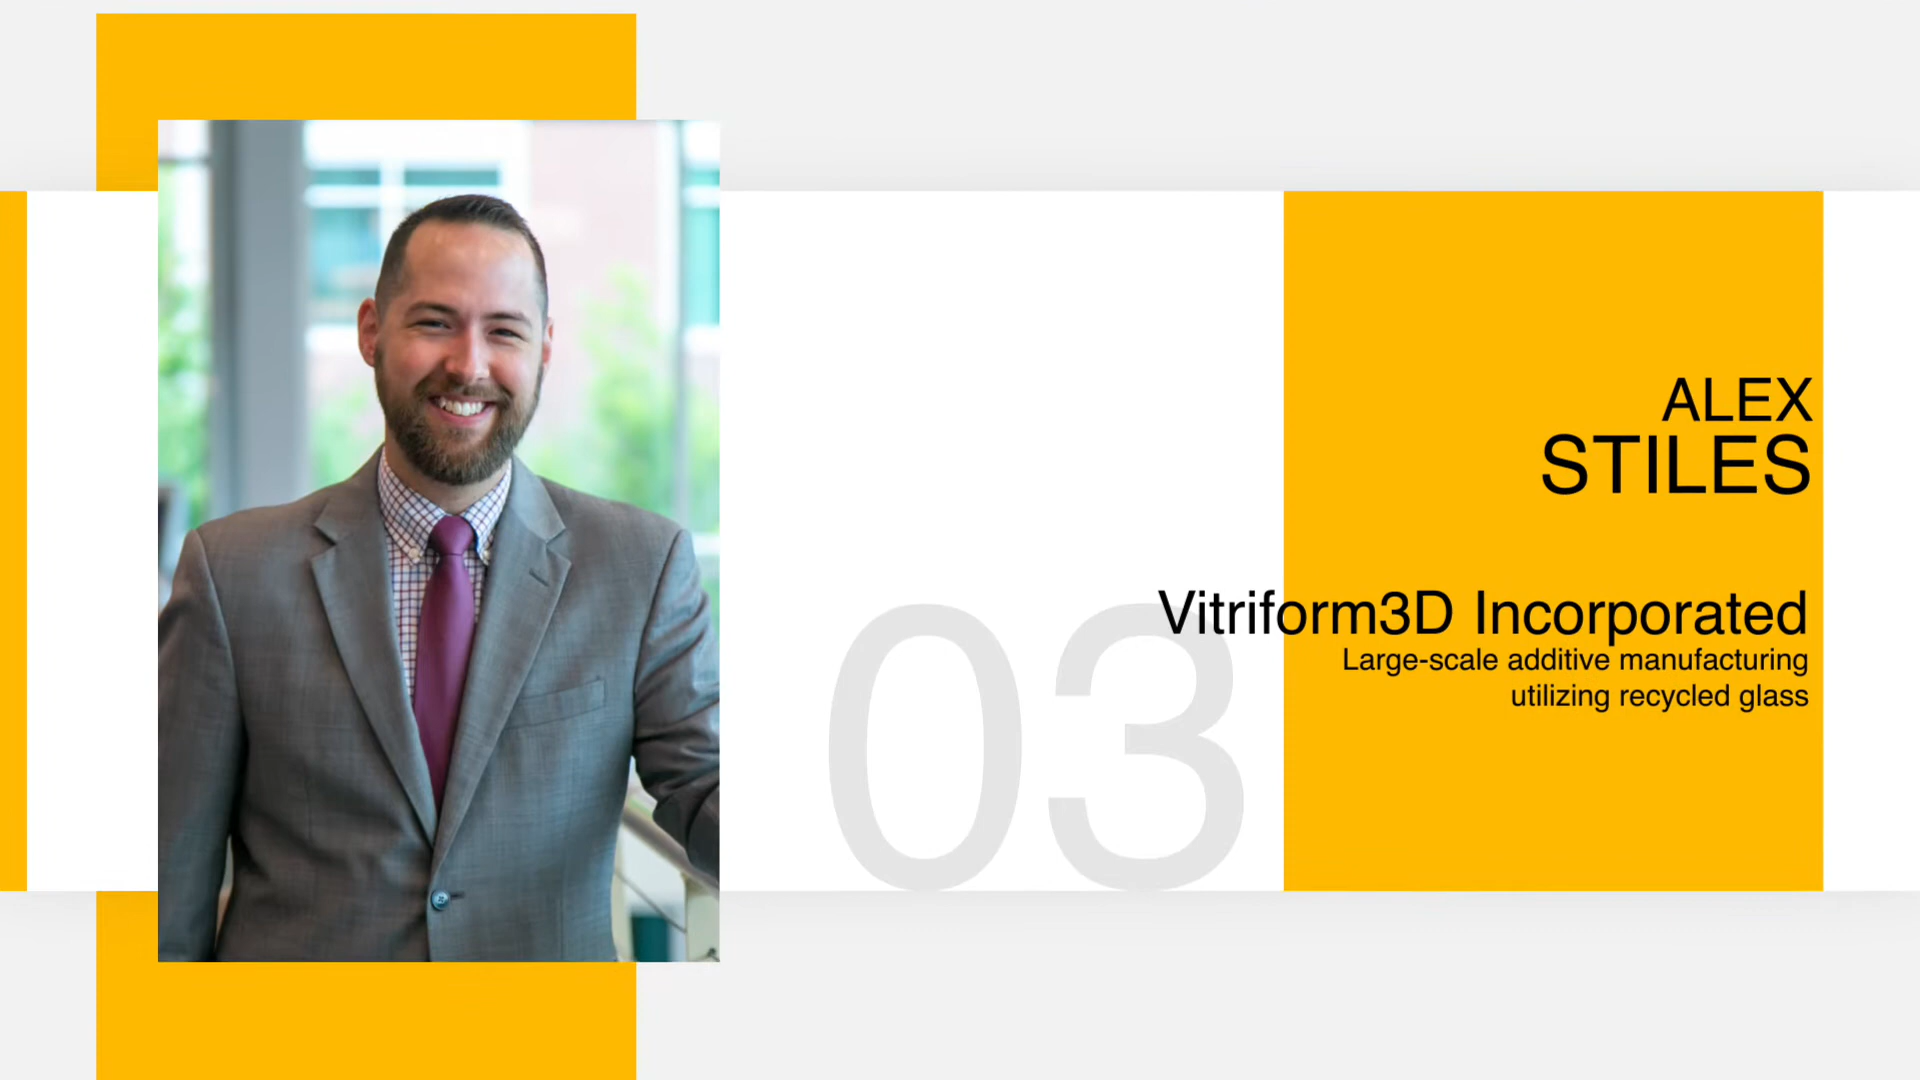 ALEX
STILES
Vitriform3D Incorporated
Large-scale additive manufacturing
utilizing recycled glass
03